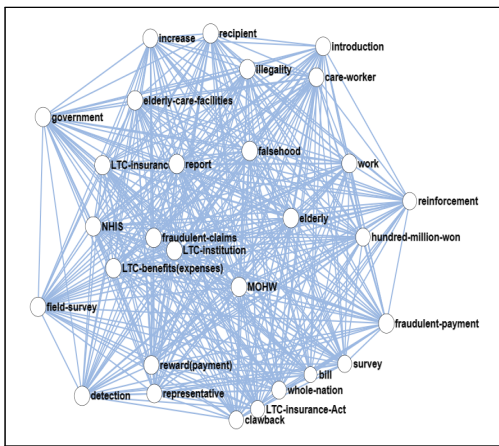 increase
recipient
introduction
illegality
care-worker
elderly-care-facilities
government
falsehood
LTC-insurance
report
work
reinforcement
elderly
NHIS
fraudulent-claims
hundred-million-won
LTC-institution
LTC-benefits(expenses)
MOHW
field-survey
fraudulent-payment
reward(payment)
survey
bill
detection
representative
whole-nation
LTC-insurance-Act
clawback